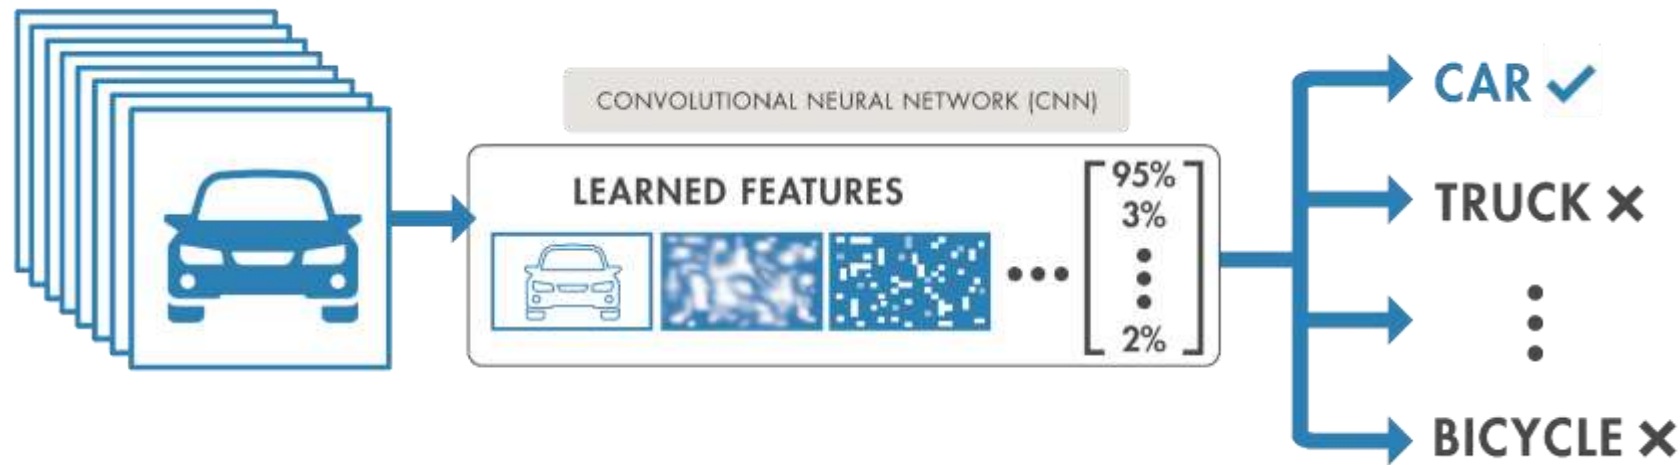 CONVOLUTIONAL NEURAL NETWORK (CNN)
LEARNED FEATURES
95%
3%
2%
CAR
TRUCK
BICYCLE